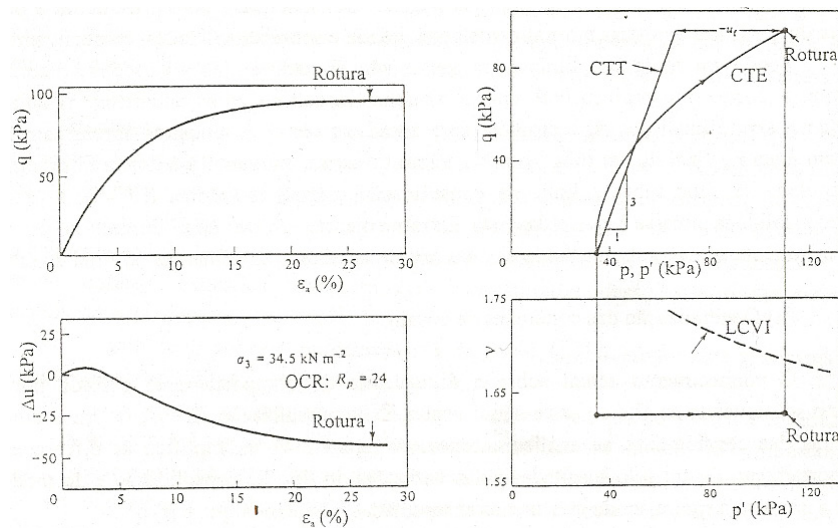 Rotura
100
50
0
q (kPa)
0 5 10 15 20 25 30
εa (%)
25
0
−25
−50
Δu (kPa)
σ3 = 34.5 kN m−2
OCR: Rp = 24
Rotura
0 5 10 15 20 25 30
εa (%)
80
40
0
q (kPa)
−uf
CTT
CTE
Rotura
3
1
0 40 80 120
p, p' (kPa)
1.75
1.65
1.55
v
LCVI
Rotura
0 40 80 120
p' (kPa)